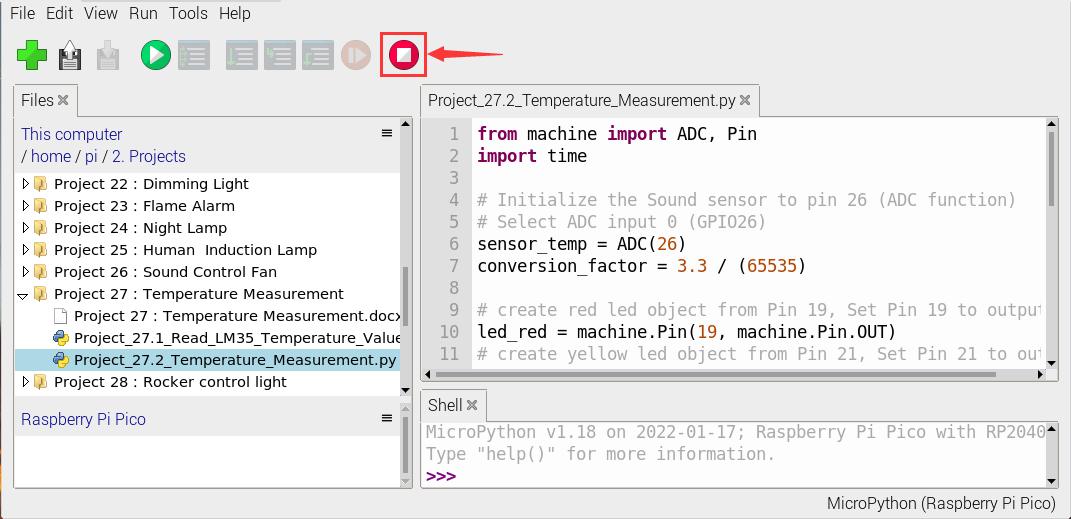 File Edit View Run Tools Help
Files
This computer
/ home / pi / 2. Projects
Project 22 : Dimming Light
Project 23 : Flame Alarm
Project 24 : Night Lamp
Project 25 : Human  Induction Lamp
Project 26 : Sound Control Fan
Project 27 : Temperature Measurement
Project 27 : Temperature Measurement.docx
Project_27.1_Read_LM35_Temperature_Value
Project_27.2_Temperature_Measurement.py
Project 28 : Rocker control light
Raspberry Pi Pico
Project_27.2_Temperature_Measurement.py
1 from machine import ADC, Pin
2 import time
3
4 # Initialize the Sound sensor to pin 26 (ADC function)
5 # Select ADC input 0 (GPIO26)
6 sensor_temp = ADC(26)
7 conversion_factor = 3.3 / (65535)
8
9 # create red led object from Pin 19, Set Pin 19 to output
10 led_red = machine.Pin(19, machine.Pin.OUT)
11 # create yellow led object from Pin 21, Set Pin 21 to out
Shell
MicroPython v1.18 on 2022-01-17; Raspberry Pi Pico with RP2040
Type "help()" for more information.
>>>
MicroPython (Raspberry Pi Pico)